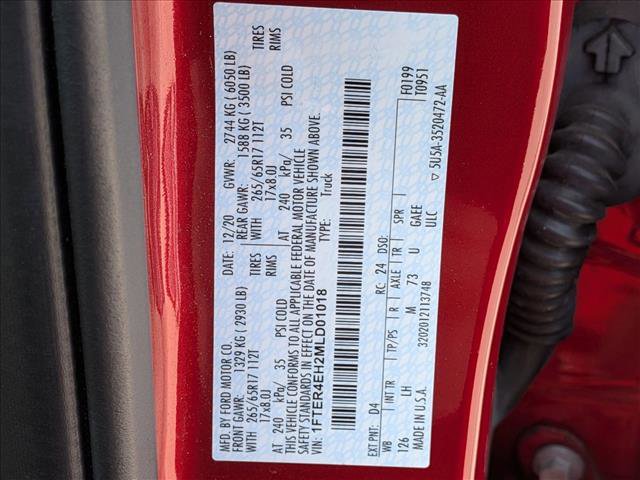 MFD. BY FORD MOTOR CO. DATE: 12/20 GVWR: 2744 KG ( 6050 LB)
FRONT GAWR: 1329 KG ( 2930 LB) REAR GAWR: 1588 KG ( 3500 LB)
WITH 265/65R17 112T TIRES WITH 265/65R17 112T TIRES
17x8.0J RIMS 17x8.0J RIMS
AT 240 kPa/ 35 PSI COLD AT 240 kPa/ 35 PSI COLD
THIS VEHICLE CONFORMS TO ALL APPLICABLE FEDERAL MOTOR VEHICLE
SAFETY STANDARDS IN EFFECT ON THE DATE OF MANUFACTURE SHOWN ABOVE.
VIN: 1FTER4EH2MLD01018 Truck
EXT PNT: D4 RC: 24 DSO: F0199
T0951
WB INT TR TP/PS R AXLE TR SPR
126 LH M 73 U GAEE
ULC
MADE IN U.S.A. 3202012113748 ▽ 5U5A-3520472-AA